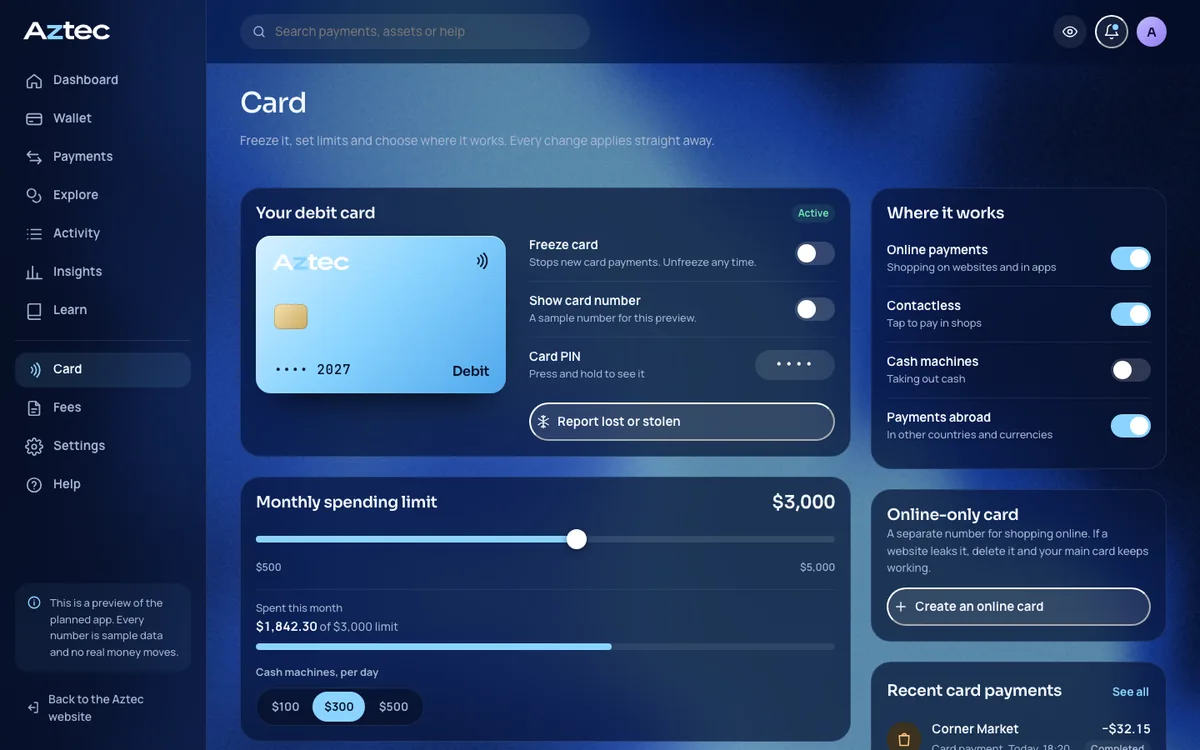 Aztec
Search payments, assets or help
A
Dashboard
Wallet
Payments
Explore
Activity
Insights
Learn
Card
Fees
Settings
Help
This is a preview of the
planned app. Every
number is sample data
and no real money moves.
Back to the Aztec
website
Card
Freeze it, set limits and choose where it works. Every change applies straight away.
Your debit card
Active
Aztec
•••• 2027
Debit
Freeze card
Stops new card payments. Unfreeze any time.
Show card number
A sample number for this preview.
Card PIN
Press and hold to see it
••••
Report lost or stolen
Monthly spending limit
$3,000
$500
$5,000
Spent this month
$1,842.30 of $3,000 limit
Cash machines, per day
$100
$300
$500
Where it works
Online payments
Shopping on websites and in apps
Contactless
Tap to pay in shops
Cash machines
Taking out cash
Payments abroad
In other countries and currencies
Online-only card
A separate number for shopping online. If a
website leaks it, delete it and your main card keeps
working.
Create an online card
Recent card payments
See all
Corner Market
−$32.15
Card payment, Today, 18:20
Completed